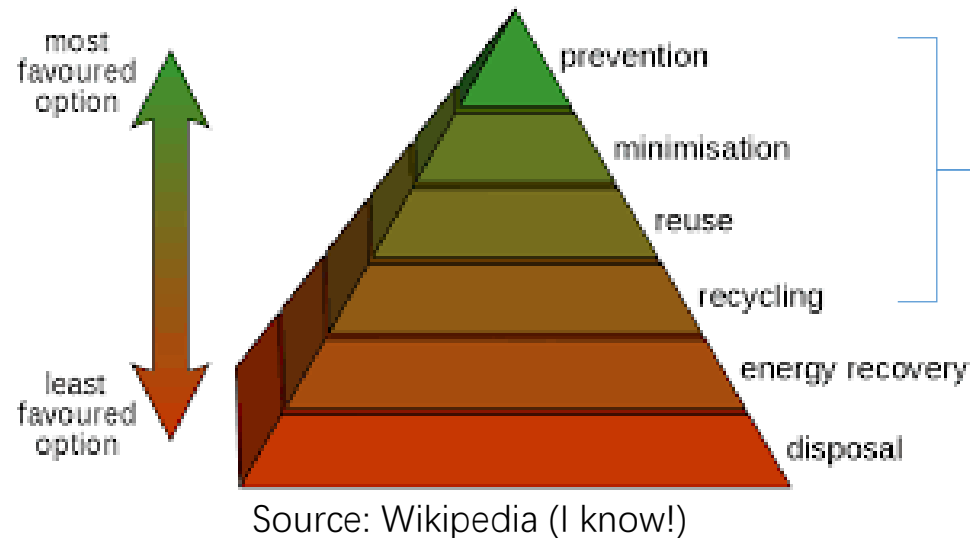 most
favoured
option
prevention
minimisation
reuse
recycling
energy recovery
least
favoured
option
disposal
Source: Wikipedia (I know!)